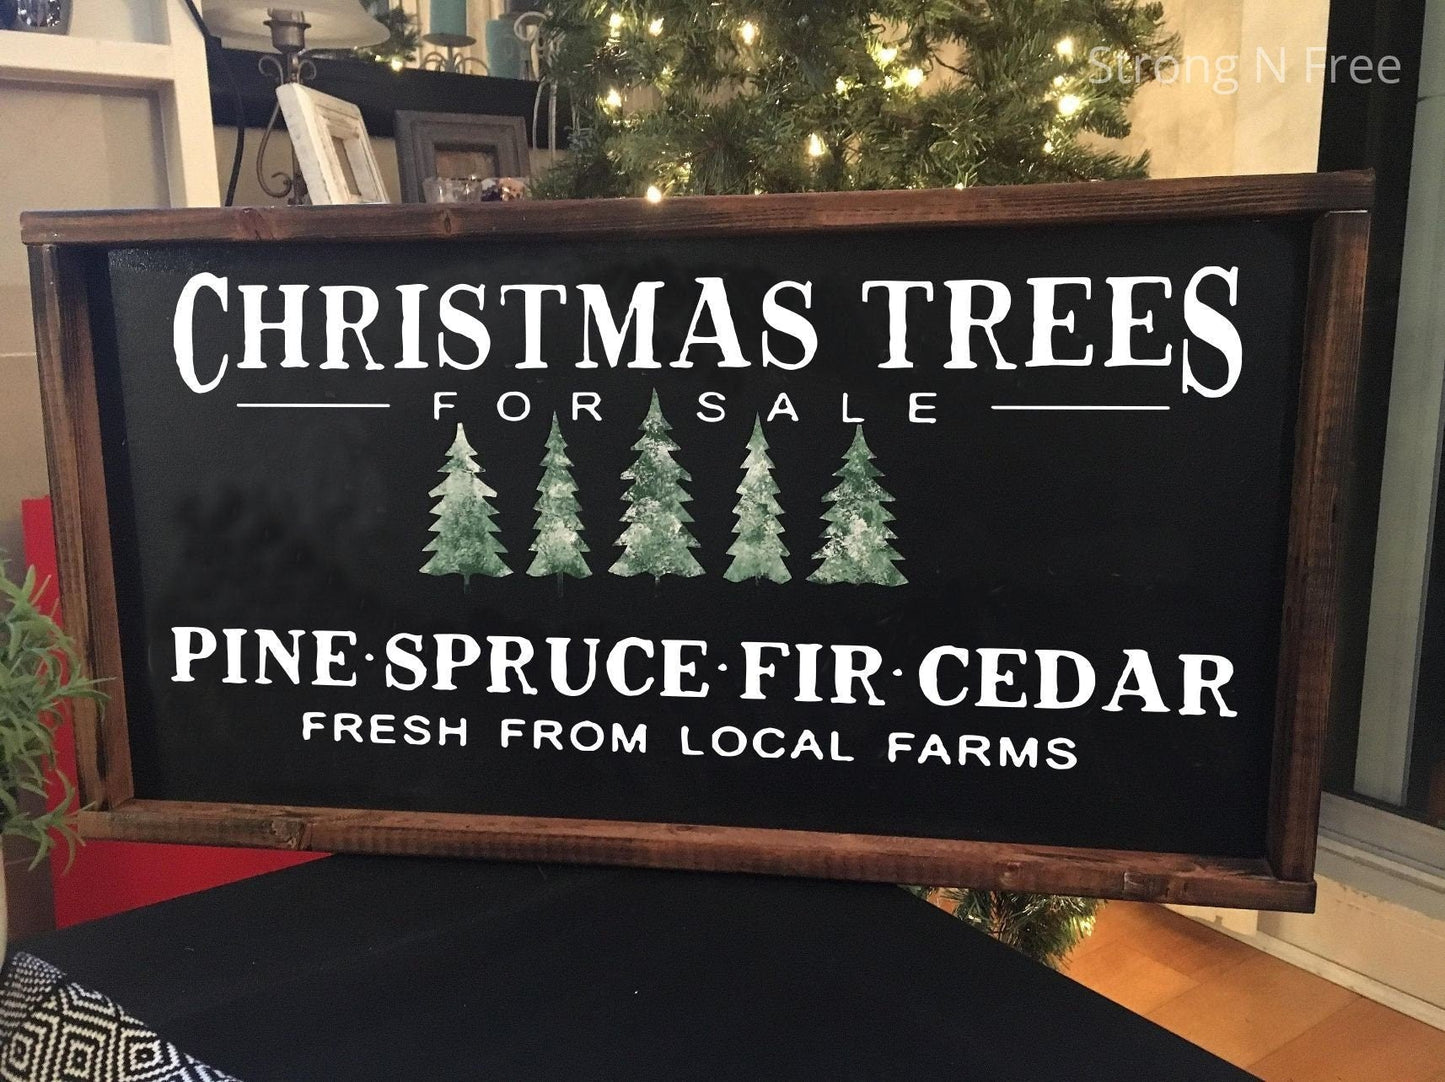 Strong N Free
CHRISTMAS TREES
FOR SALE
PINE·SPRUCE·FIR·CEDAR
FRESH FROM LOCAL FARMS